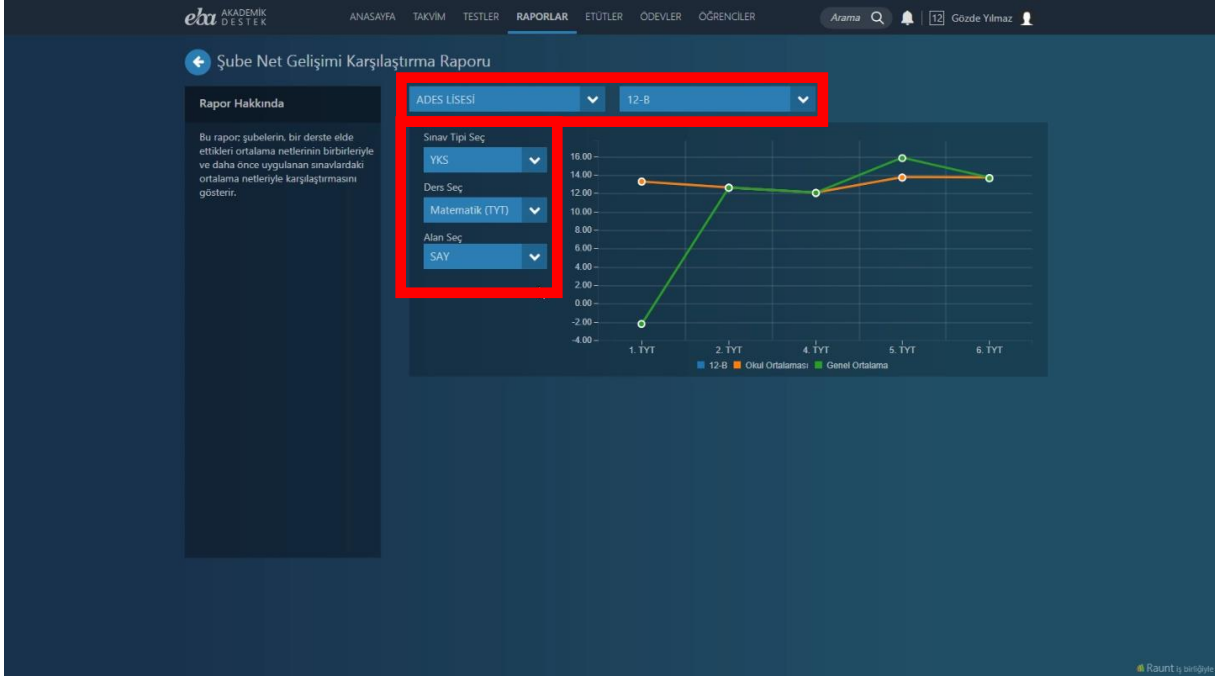 eba AKADEMİK DESTEK
ANASAYFA TAKVİM TESTLER RAPORLAR ETÜTLER ÖDEVLER ÖĞRENCİLER Arama 12 Gözde Yılmaz
Şube Net Gelişimi Karşılaştırma Raporu
Rapor Hakkında
Bu rapor; şubelerin, bir derste elde
ettikleri ortalama netlerinin birbirleriyle
ve daha önce uygulanan sınavlardaki
ortalama netleriyle karşılaştırmasını
gösterir.
ADES LİSESİ 12-B
Sınav Tipi Seç
YKS
Ders Seç
Matematik (TYT)
Alan Seç
SAY
16.00
14.00
12.00
10.00
8.00
6.00
4.00
2.00
0.00
-2.00
-4.00
1. TYT 2. TYT 4. TYT 5. TYT 6. TYT
12-B Okul Ortalaması Genel Ortalama
Raunt iş birliğiyle